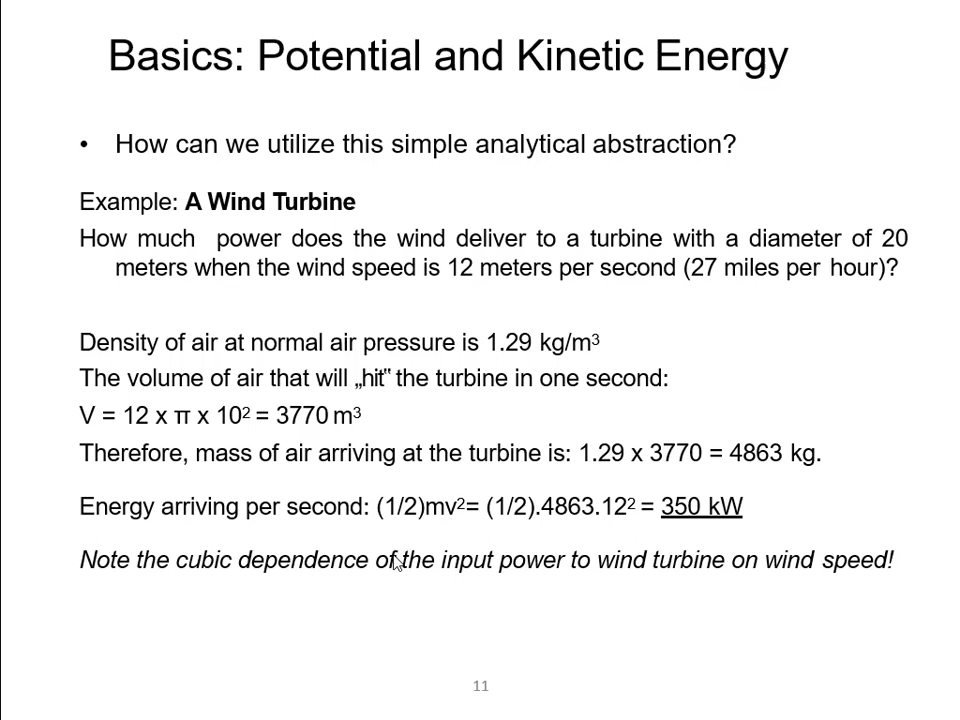 Basics: Potential and Kinetic Energy
• How can we utilize this simple analytical abstraction?
Example: A Wind Turbine
How much power does the wind deliver to a turbine with a diameter of 20
meters when the wind speed is 12 meters per second (27 miles per hour)?
Density of air at normal air pressure is 1.29 kg/m³
The volume of air that will „hit‟ the turbine in one second:
V = 12 x π x 10² = 3770 m³
Therefore, mass of air arriving at the turbine is: 1.29 x 3770 = 4863 kg.
Energy arriving per second: (1/2)mv²= (1/2).4863.12² = 350 kW
Note the cubic dependence of the input power to wind turbine on wind speed!
11